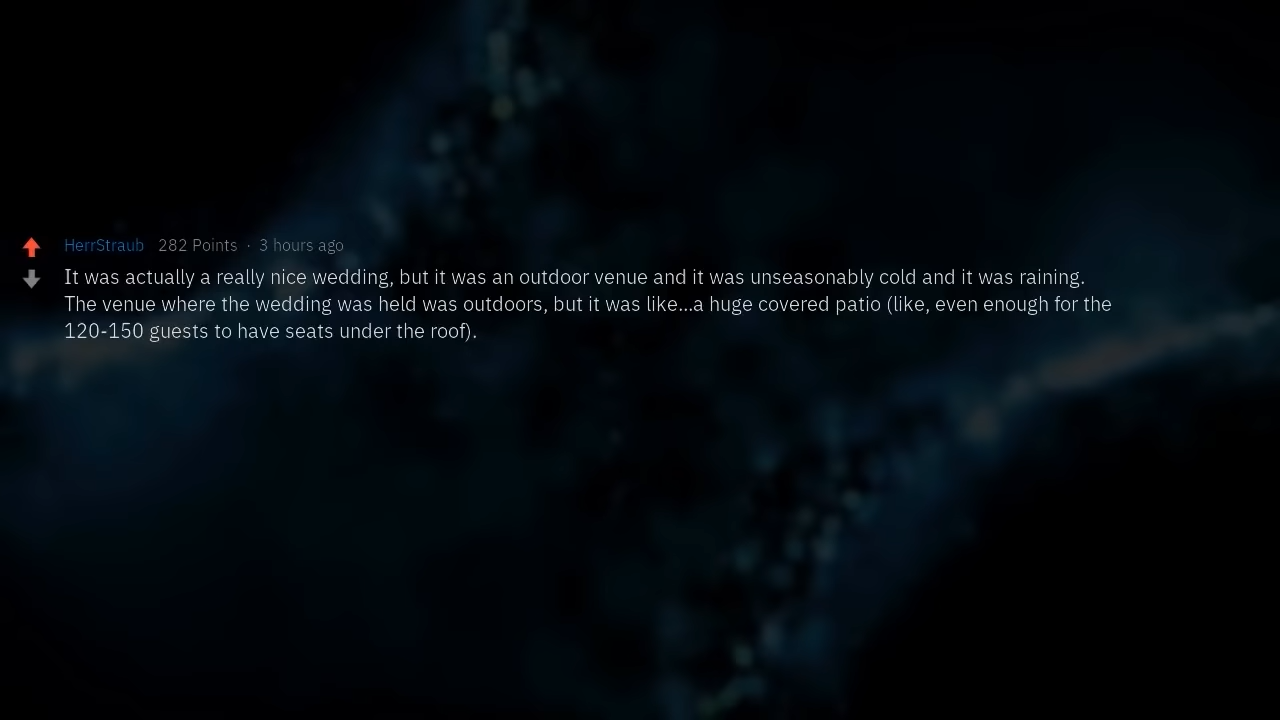 HerrStraub 282 Points · 3 hours ago
It was actually a really nice wedding, but it was an outdoor venue and it was unseasonably cold and it was raining.
The venue where the wedding was held was outdoors, but it was like...a huge covered patio (like, even enough for the
120-150 guests to have seats under the roof).